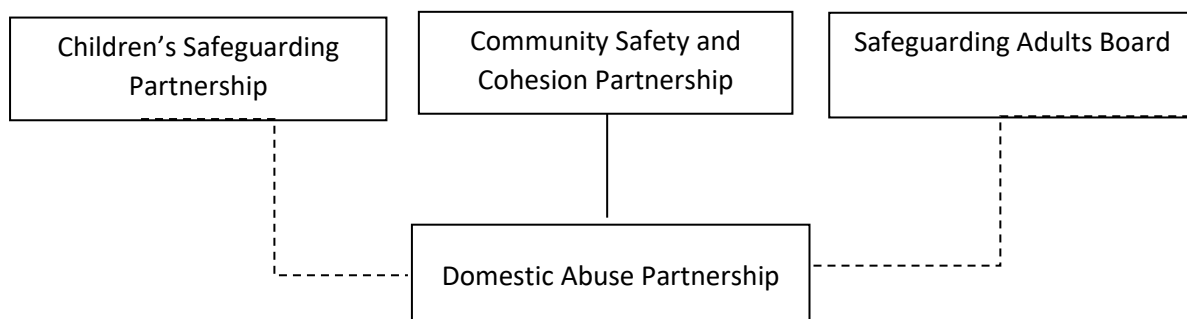 Children’s Safeguarding
Partnership
Community Safety and
Cohesion Partnership
Safeguarding Adults Board
Domestic Abuse Partnership